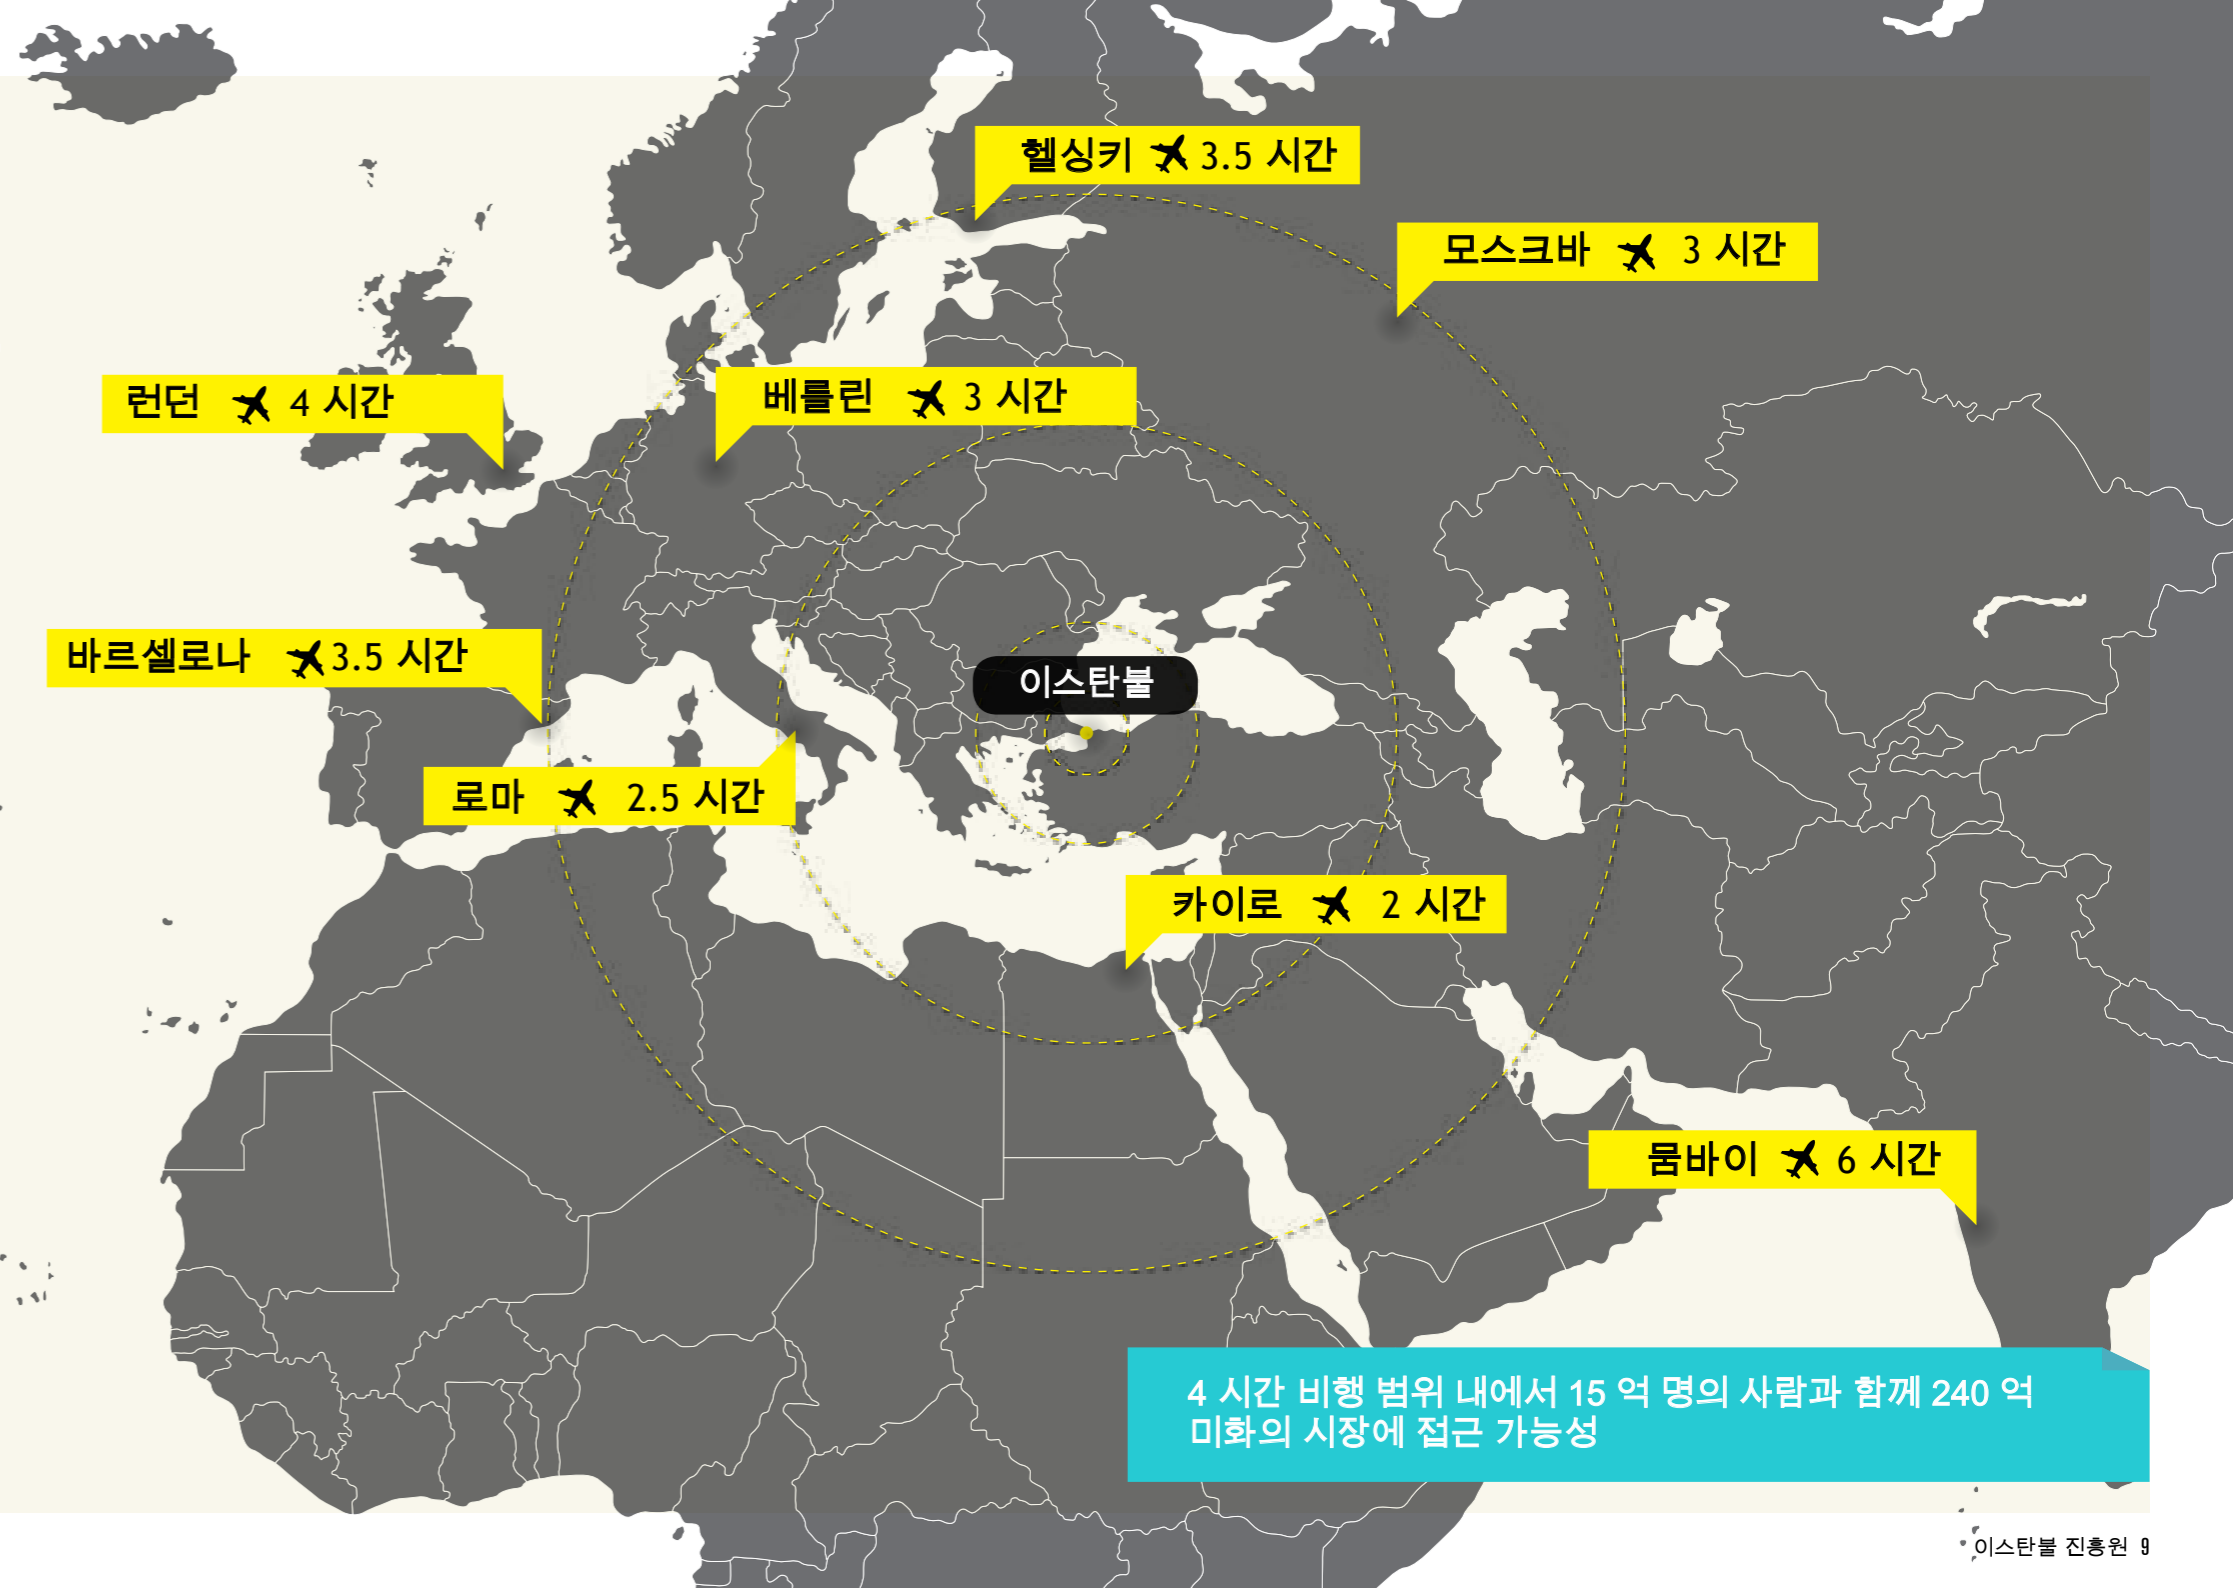 헬싱키 3.5 시간
모스크바 3 시간
런던 4 시간
베를린 3 시간
바르셀로나 3.5 시간
이스탄불
로마 2.5 시간
카이로 2 시간
뭄바이 6 시간
4 시간 비행 범위 내에서 15 억 명의 사람과 함께 240 억
미화의 시장에 접근 가능성
이스탄불 진흥원 9